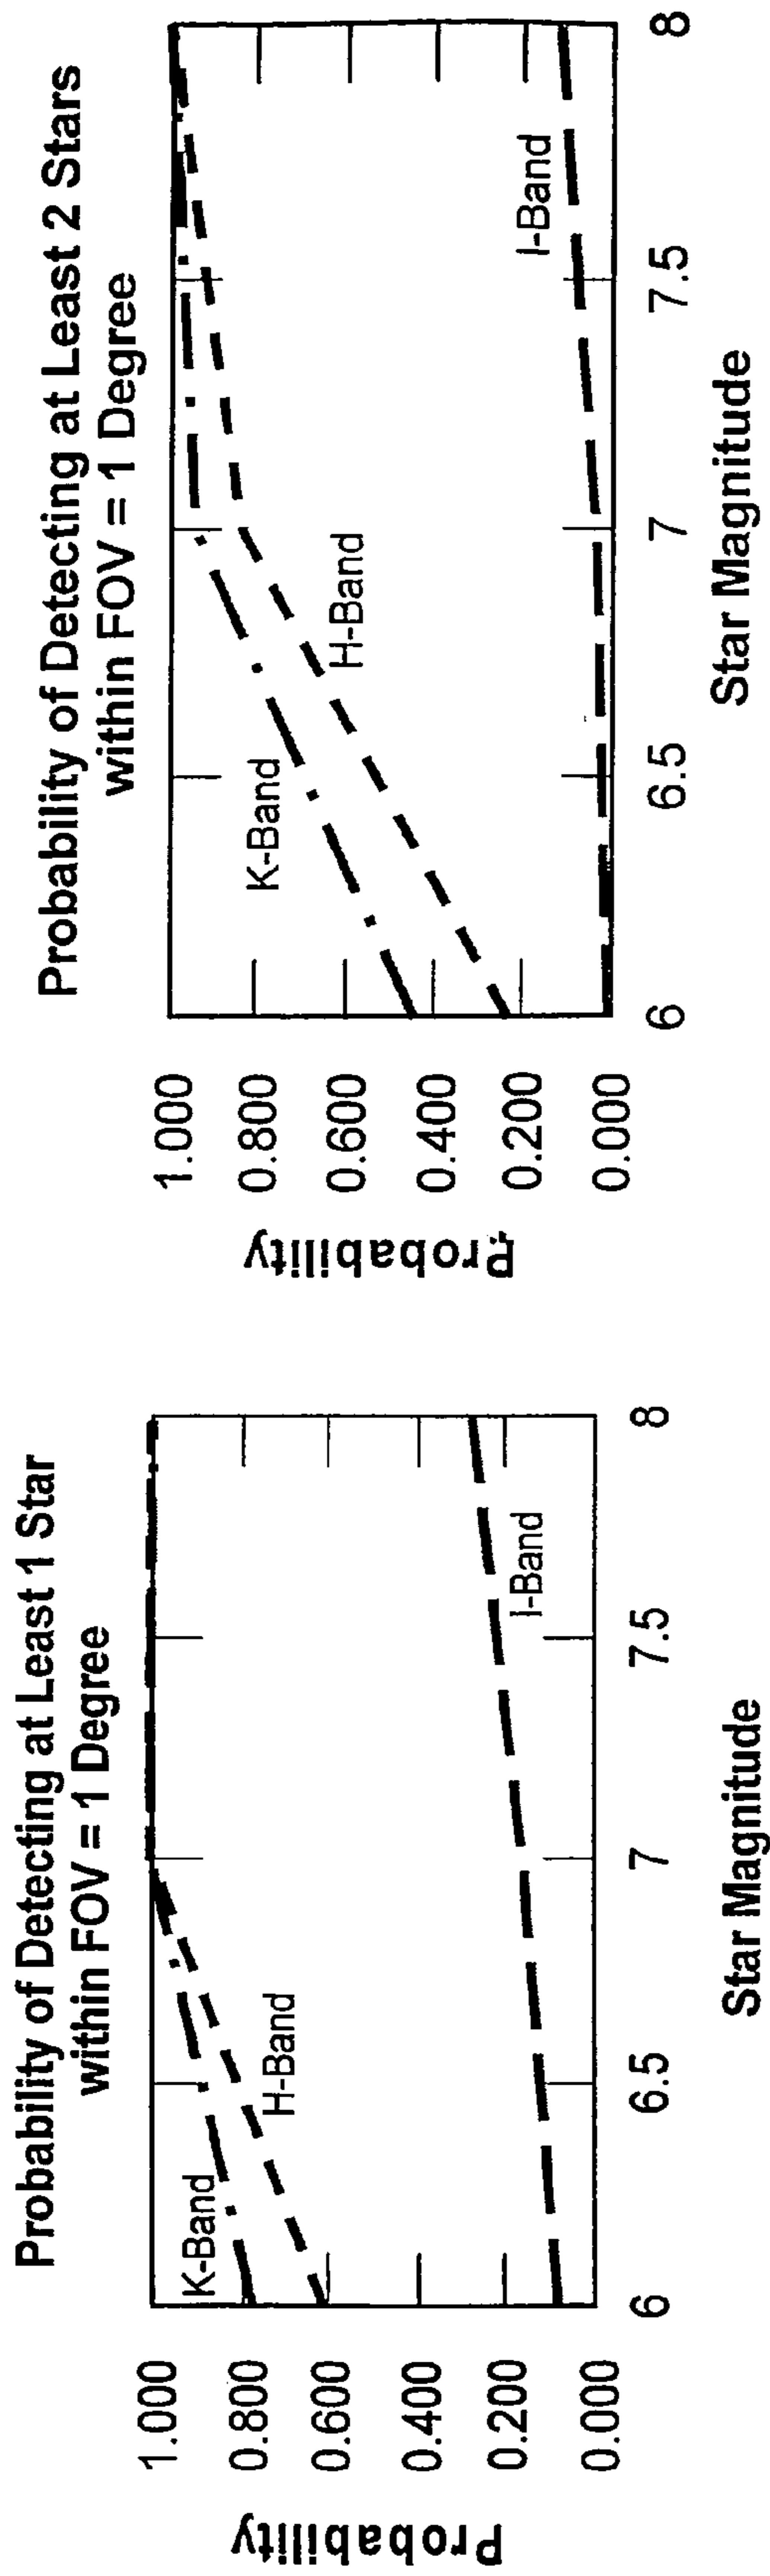 Probability of Detecting at Least 1 Star
within FOV = 1 Degree
Probability
1.000
0.800
0.600
0.400
0.200
0.000
K-Band
H-Band
I-Band
6
6.5
7
7.5
8
Star Magnitude
Probability of Detecting at Least 2 Stars
within FOV = 1 Degree
Probability
1.000
0.800
0.600
0.400
0.200
0.000
K-Band
H-Band
I-Band
6
6.5
7
7.5
8
Star Magnitude